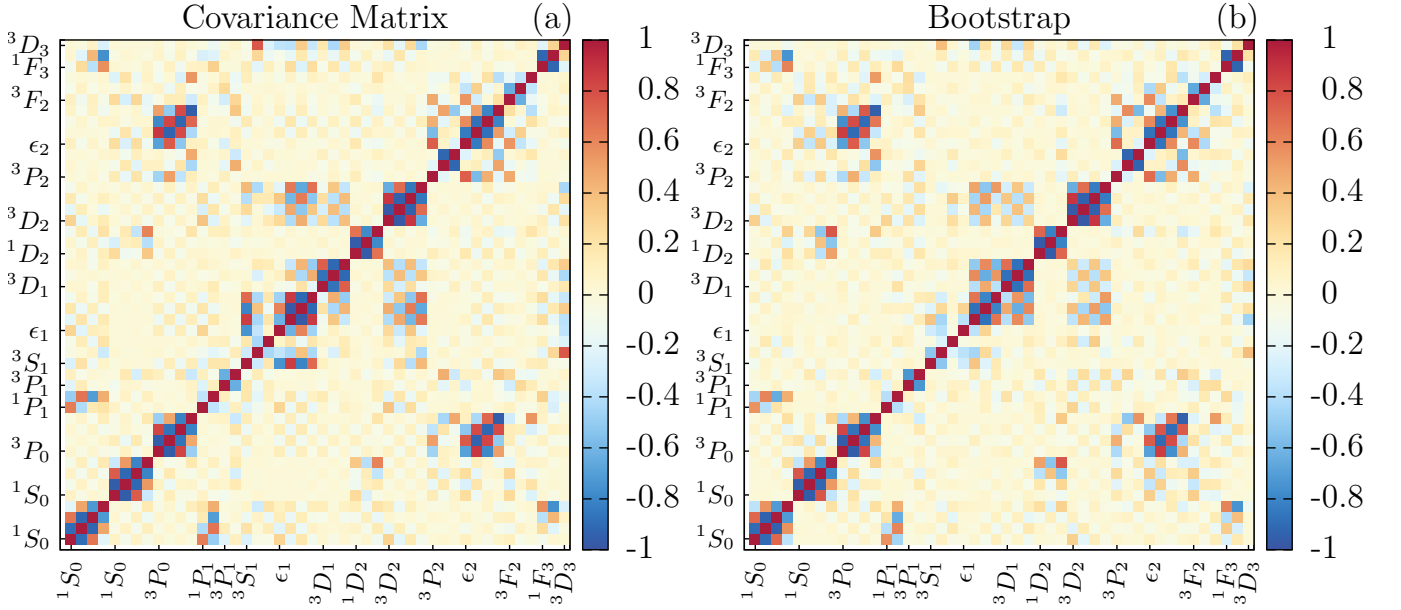 Covariance Matrix (a)
Bootstrap (b)
³D₃
¹F₃
³F₂
ϵ₂
³P₂
³D₂
¹D₂
³D₁
ϵ₁
³S₁
³P₁
¹P₁
³P₀
¹S₀
¹S₀
¹S₀ ¹S₀ ³P₀ ¹P₁ ³P₁ ³S₁ ϵ₁ ³D₁ ¹D₂ ³D₂ ³P₂ ϵ₂ ³F₂ ¹F₃ ³D₃
1
0.8
0.6
0.4
0.2
0
-0.2
-0.4
-0.6
-0.8
-1
³D₃
¹F₃
³F₂
ϵ₂
³P₂
³D₂
¹D₂
³D₁
ϵ₁
³S₁
³P₁
¹P₁
³P₀
¹S₀
¹S₀
¹S₀ ¹S₀ ³P₀ ¹P₁ ³P₁ ³S₁ ϵ₁ ³D₁ ¹D₂ ³D₂ ³P₂ ϵ₂ ³F₂ ¹F₃ ³D₃
1
0.8
0.6
0.4
0.2
0
-0.2
-0.4
-0.6
-0.8
-1